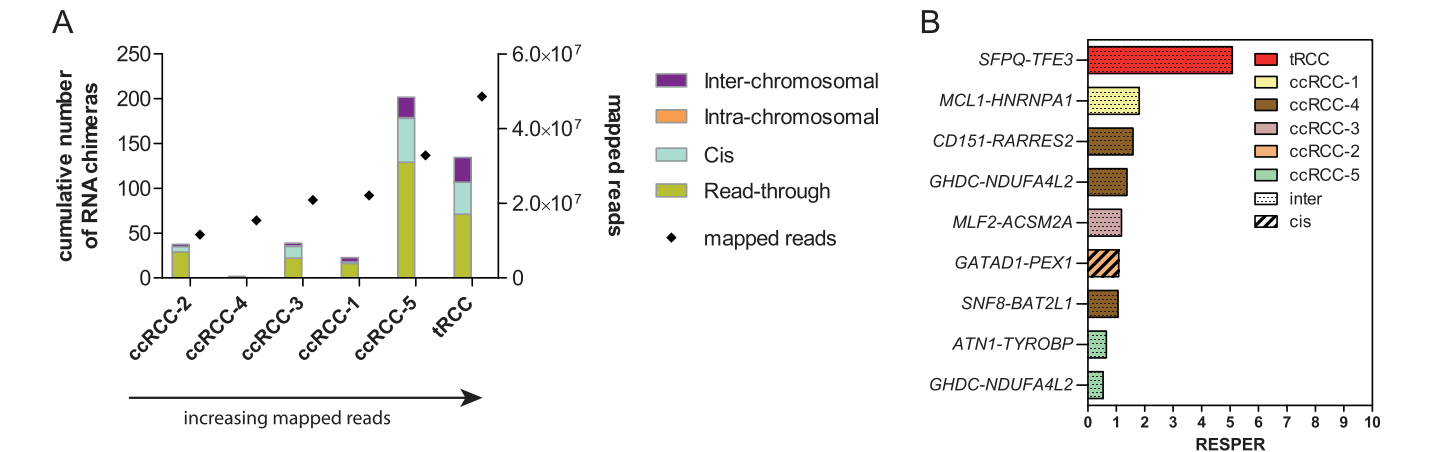 A
250
200
150
100
50
0
cumulative number
of RNA chimeras
6.0×10⁷
4.0×10⁷
2.0×10⁷
0
mapped reads
ccRCC-2
ccRCC-4
ccRCC-3
ccRCC-1
ccRCC-5
tRCC
increasing mapped reads
Inter-chromosomal
Intra-chromosomal
Cis
Read-through
mapped reads
B
SFPQ-TFE3
MCL1-HNRNPA1
CD151-RARRES2
GHDC-NDUFA4L2
MLF2-ACSM2A
GATAD1-PEX1
SNF8-BAT2L1
ATN1-TYROBP
GHDC-NDUFA4L2
tRCC
ccRCC-1
ccRCC-4
ccRCC-3
ccRCC-2
ccRCC-5
inter
cis
0 1 2 3 4 5 6 7 8 9 10
RESPER